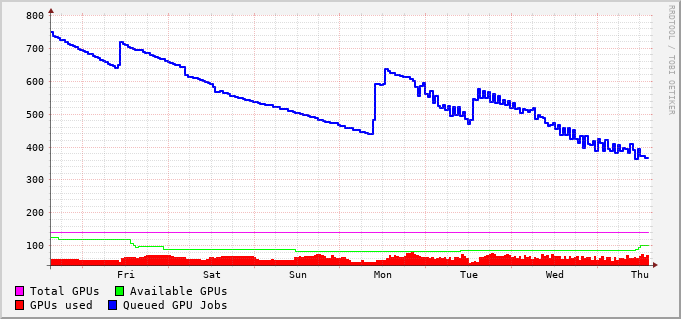 800
700
600
500
400
300
200
100
Fri Sat Sun Mon Tue Wed Thu
Total GPUs Available GPUs
GPUs used Queued GPU Jobs
RRDTOOL / TOBI OETIKER